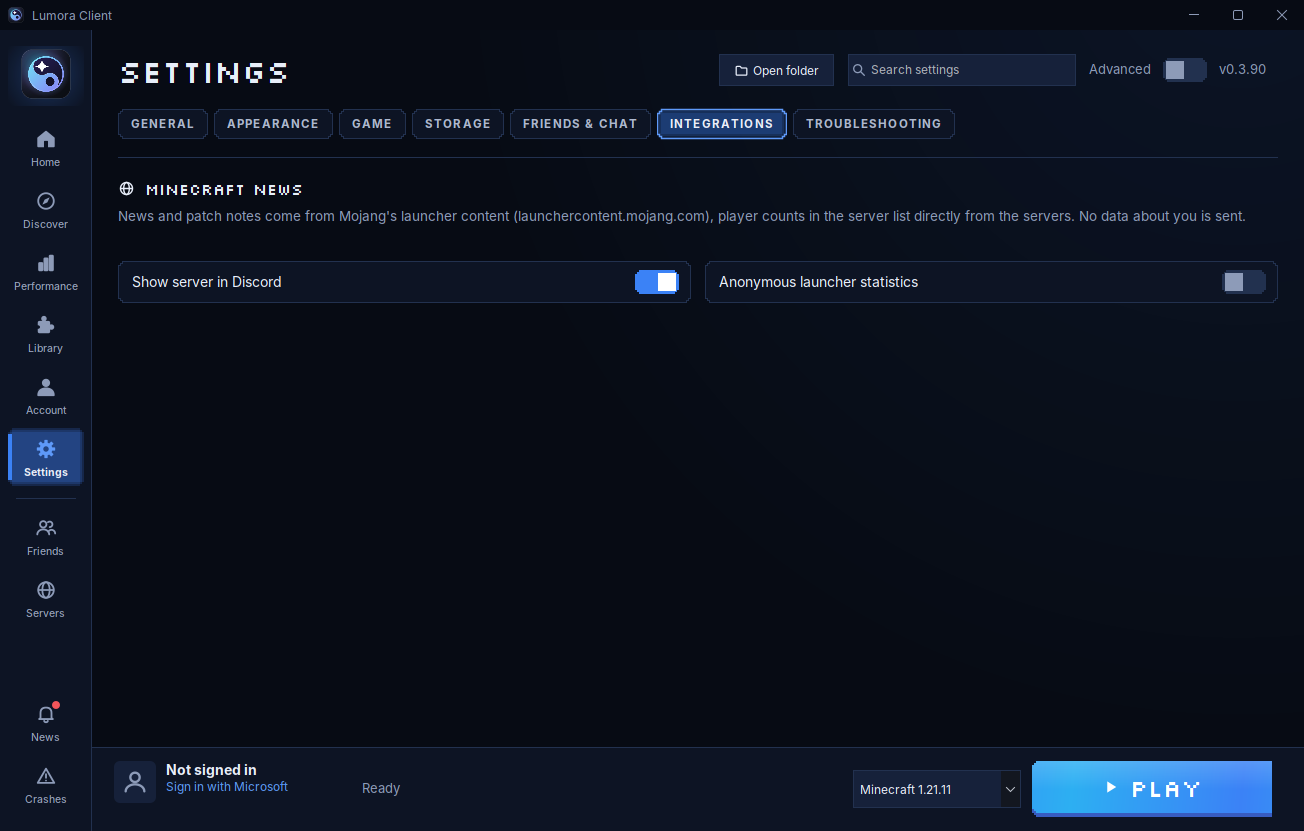 Lumora Client
SETTINGS
Open folder
Search settings
Advanced
v0.3.90
GENERAL
APPEARANCE
GAME
STORAGE
FRIENDS & CHAT
INTEGRATIONS
TROUBLESHOOTING
MINECRAFT NEWS
News and patch notes come from Mojang's launcher content (launchercontent.mojang.com), player counts in the server list directly from the servers. No data about you is sent.
Show server in Discord
Anonymous launcher statistics
Home
Discover
Performance
Library
Account
Settings
Friends
Servers
News
Crashes
Not signed in
Sign in with Microsoft
Ready
Minecraft 1.21.11
PLAY